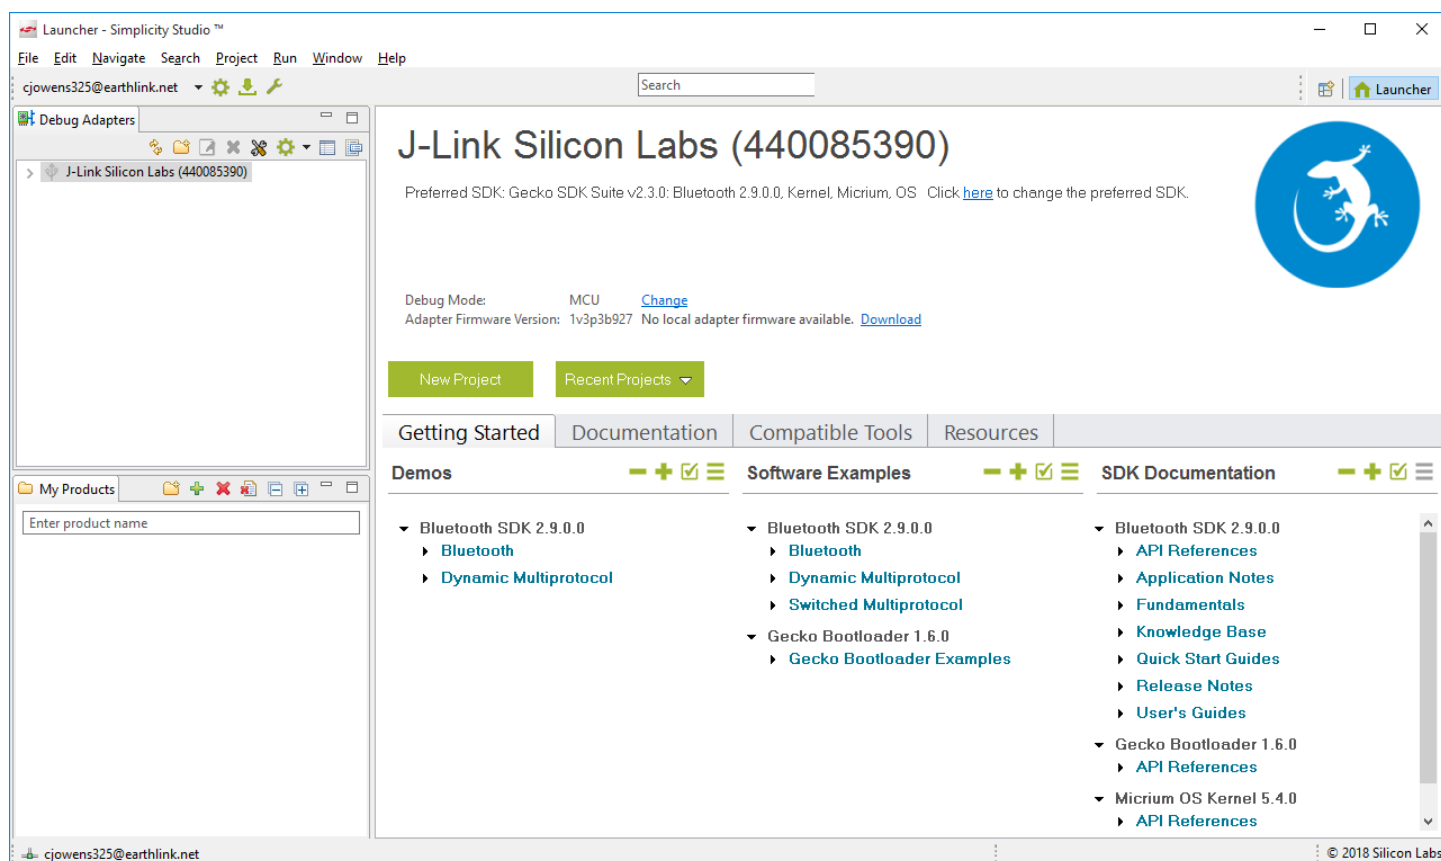 Launcher - Simplicity Studio ™
File Edit Navigate Search Project Run Window Help
cjowens325@earthlink.net
Search
Launcher
Debug Adapters
J-Link Silicon Labs (440085390)
My Products
Enter product name
J-Link Silicon Labs (440085390)
Preferred SDK: Gecko SDK Suite v2.3.0: Bluetooth 2.9.0.0, Kernel, Micrium, OS Click here to change the preferred SDK.
Debug Mode: MCU Change
Adapter Firmware Version: 1v3p3b927 No local adapter firmware available. Download
New Project
Recent Projects
Getting Started
Documentation
Compatible Tools
Resources
Demos
Bluetooth SDK 2.9.0.0
Bluetooth
Dynamic Multiprotocol
Software Examples
Bluetooth SDK 2.9.0.0
Bluetooth
Dynamic Multiprotocol
Switched Multiprotocol
Gecko Bootloader 1.6.0
Gecko Bootloader Examples
SDK Documentation
Bluetooth SDK 2.9.0.0
API References
Application Notes
Fundamentals
Knowledge Base
Quick Start Guides
Release Notes
User's Guides
Gecko Bootloader 1.6.0
API References
Micrium OS Kernel 5.4.0
API References
cjowens325@earthlink.net
© 2018 Silicon Labs